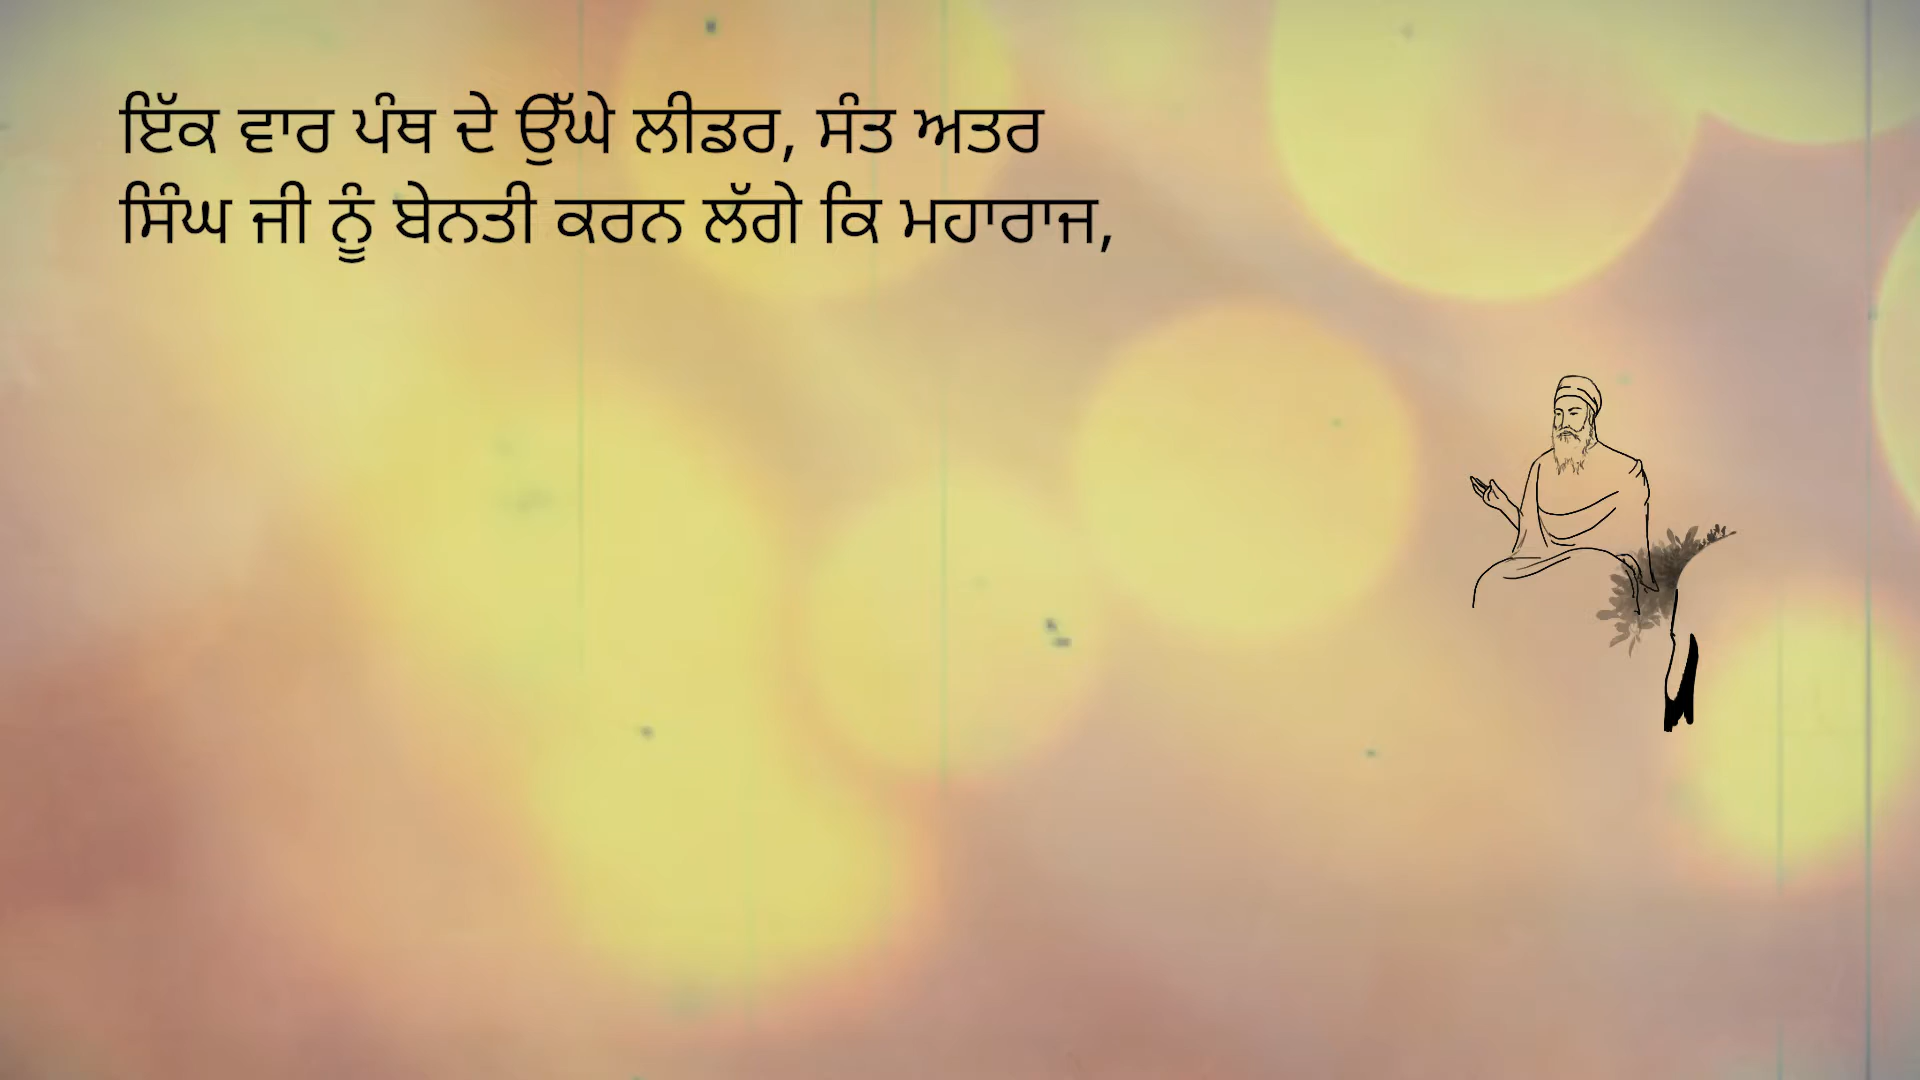 ਇੱਕ ਵਾਰ ਪੰਥ ਦੇ ਉੱਘੇ ਲੀਡਰ, ਸੰਤ ਅਤਰ
ਸਿੰਘ ਜੀ ਨੂੰ ਬੇਨਤੀ ਕਰਨ ਲੱਗੇ ਕਿ ਮਹਾਰਾਜ,